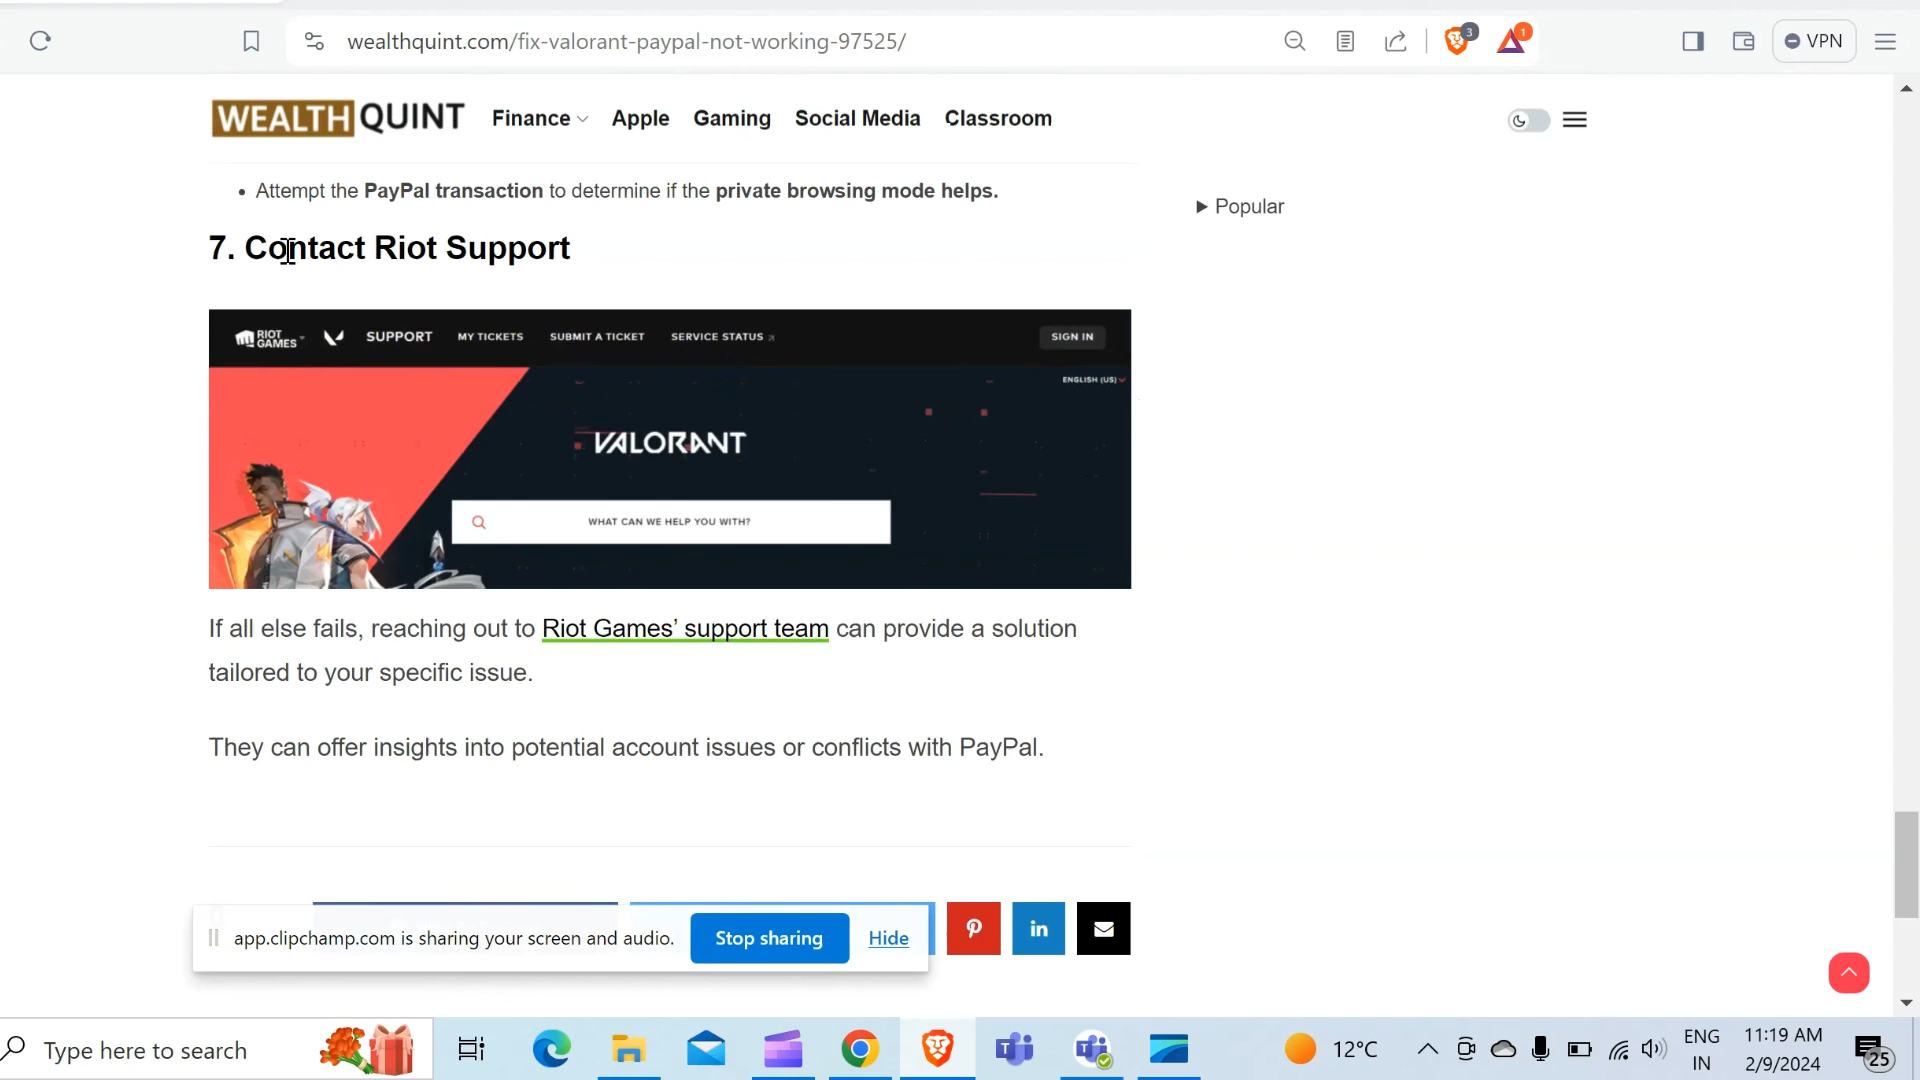 wealthquint.com/fix-valorant-paypal-not-working-97525/
3
1
VPN
WEALTH QUINT
Finance
Apple
Gaming
Social Media
Classroom
• Attempt the PayPal transaction to determine if the private browsing mode helps.
Popular
7. Contact Riot Support
RIOT GAMES
SUPPORT
MY TICKETS
SUBMIT A TICKET
SERVICE STATUS
SIGN IN
ENGLISH (US)
VALORANT
WHAT CAN WE HELP YOU WITH?
If all else fails, reaching out to Riot Games’ support team can provide a solution
tailored to your specific issue.
They can offer insights into potential account issues or conflicts with PayPal.
app.clipchamp.com is sharing your screen and audio.
Stop sharing
Hide
in
Type here to search
12°C
ENG
IN
11:19 AM
2/9/2024
25